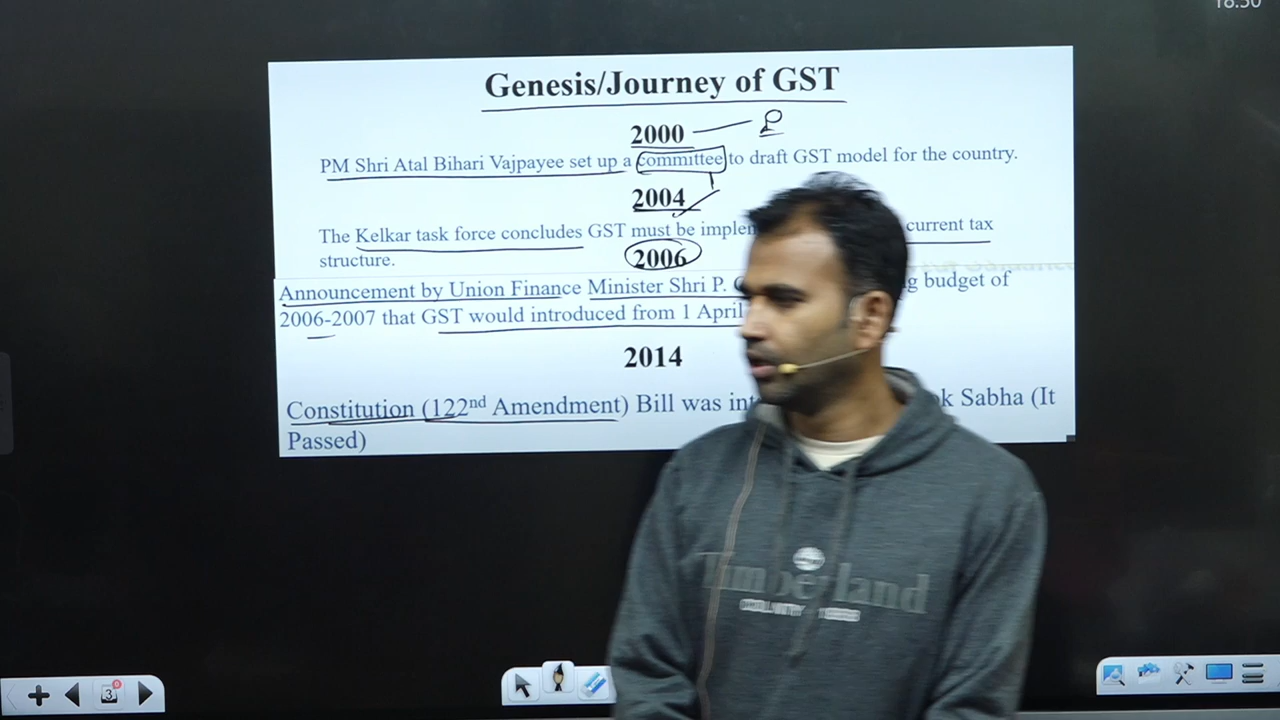 18:30
Genesis/Journey of GST
2000
PM Shri Atal Bihari Vajpayee set up a committee to draft GST model for the country.
2004
The Kelkar task force concludes GST must be current tax
structure.
2006
Announcement by Union Finance Minister Shri P. budget of
2006-2007 that GST would introduced from 1 April
2014
Constitution (122nd Amendment) Bill was Sabha (It
Passed)
Timberland
3